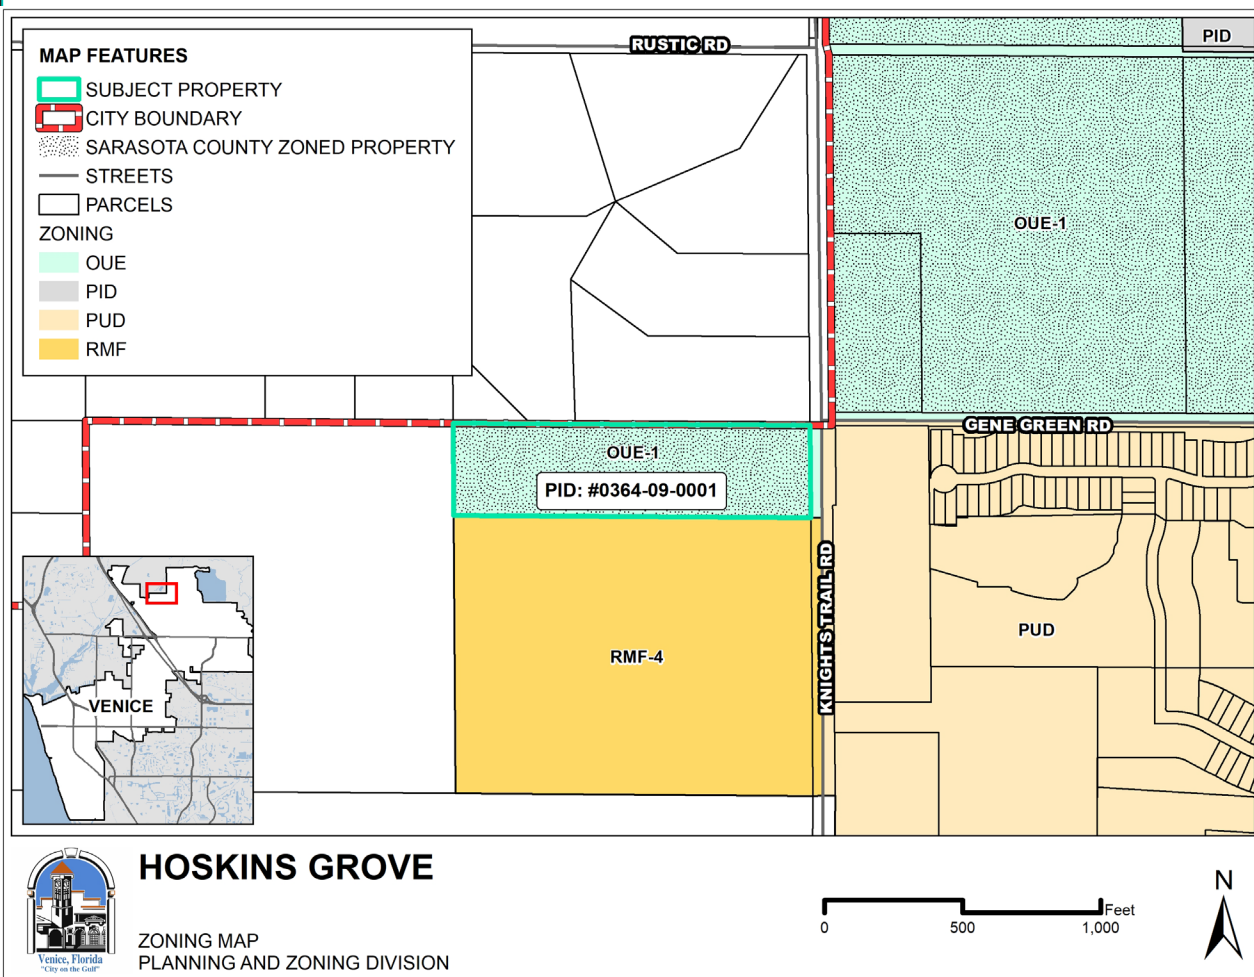 MAP FEATURES
SUBJECT PROPERTY
CITY BOUNDARY
SARASOTA COUNTY ZONED PROPERTY
STREETS
PARCELS
ZONING
OUE
PID
PUD
RMF
RUSTIC RD
PID
OUE-1
GENE GREEN RD
OUE-1
PID: #0364-09-0001
KNIGHTS TRAIL RD
PUD
RMF-4
VENICE
HOSKINS GROVE
ZONING MAP
PLANNING AND ZONING DIVISION
Venice, Florida
"City on the Gulf"
Feet
0 500 1,000
N